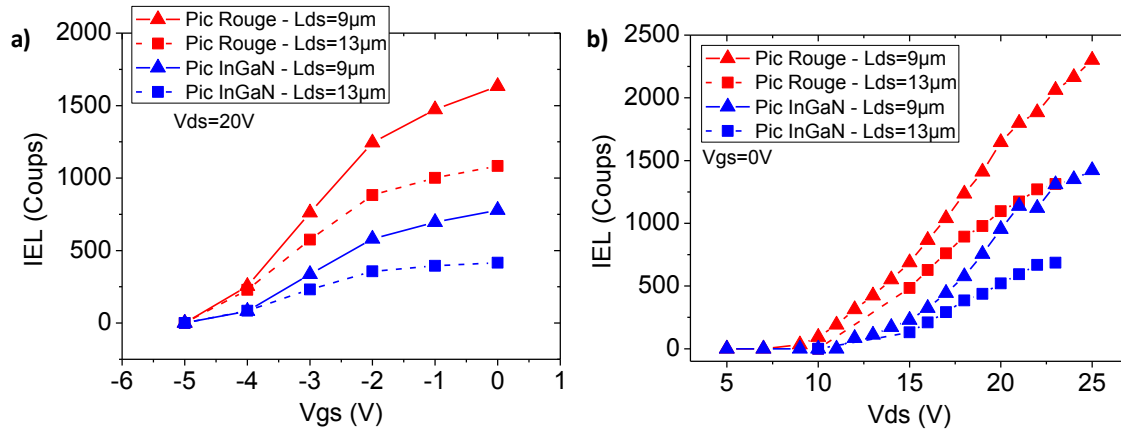 a)
Pic Rouge - Lds=9µm
Pic Rouge - Lds=13µm
Pic InGaN - Lds=9µm
Pic InGaN - Lds=13µm
Vds=20V
2000
1500
1000
500
0
IEL (Coups)
-6 -5 -4 -3 -2 -1 0 1
Vgs (V)
b)
Pic Rouge - Lds=9µm
Pic Rouge - Lds=13µm
Pic InGaN - Lds=9µm
Pic InGaN - Lds=13µm
Vgs=0V
2500
2000
1500
1000
500
0
IEL (Coups)
5 10 15 20 25
Vds (V)